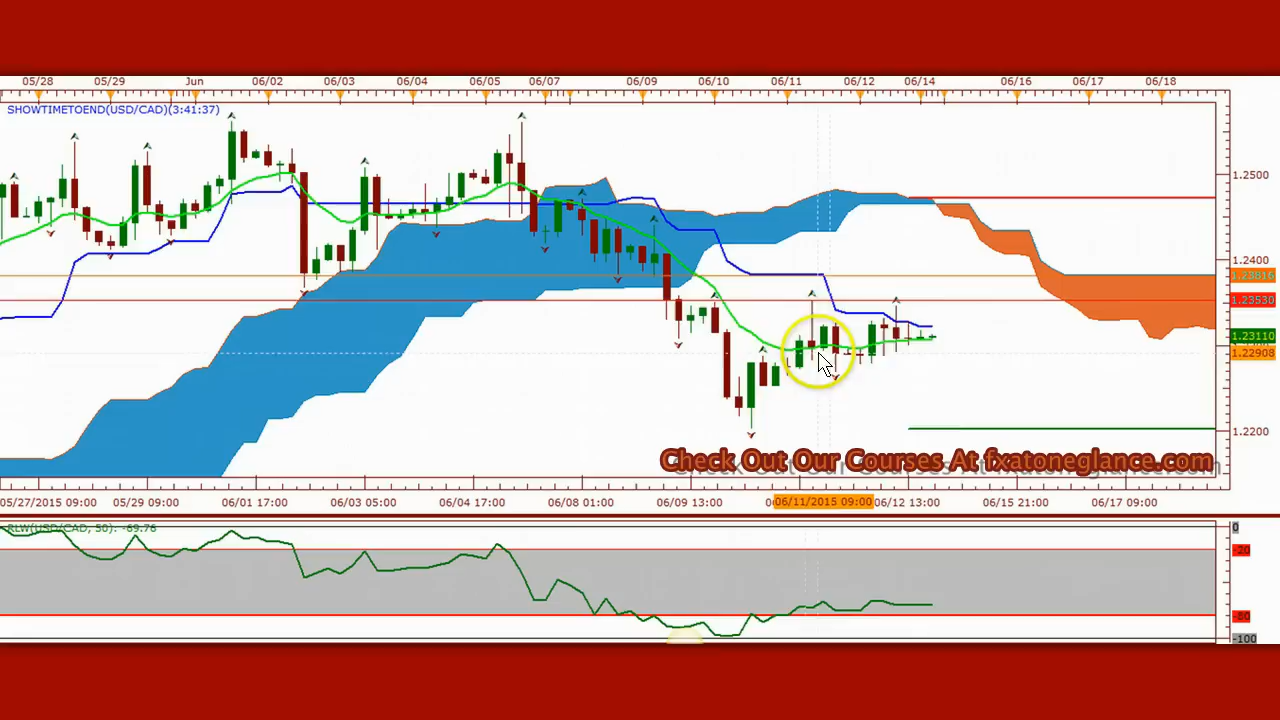 05/28 05/29 Jun 06/02 06/03 06/04 06/05 06/07 06/09 06/10 06/11 06/12 06/14 06/16 06/17 06/18
SHOWTIMETOEND(USD/CAD)(3:41:37)
1.2500
1.2400
1.23816
1.23530
1.23110
1.22908
1.2200
Check Out Our Courses At fxatoneglance.com
05/27/2015 09:00 05/29 09:00 06/01 17:00 06/03 05:00 06/04 17:00 06/08 01:00 06/09 13:00 06/11/2015 09:00 06/12 13:00 06/15 21:00 06/17 09:00
RLW(USD/CAD, 50): -69.76
0
-20
-80
-100